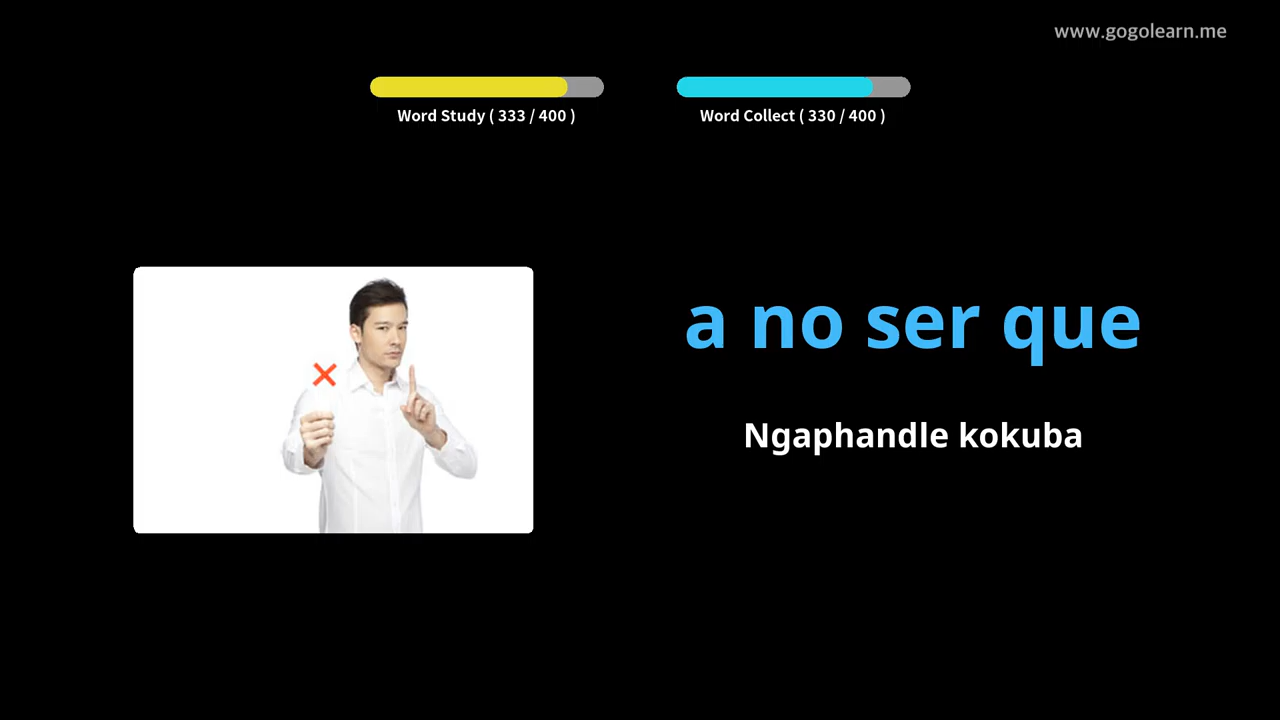 www.gogolearn.me
Word Study ( 333 / 400 )
Word Collect ( 330 / 400 )
a no ser que
Ngaphandle kokuba